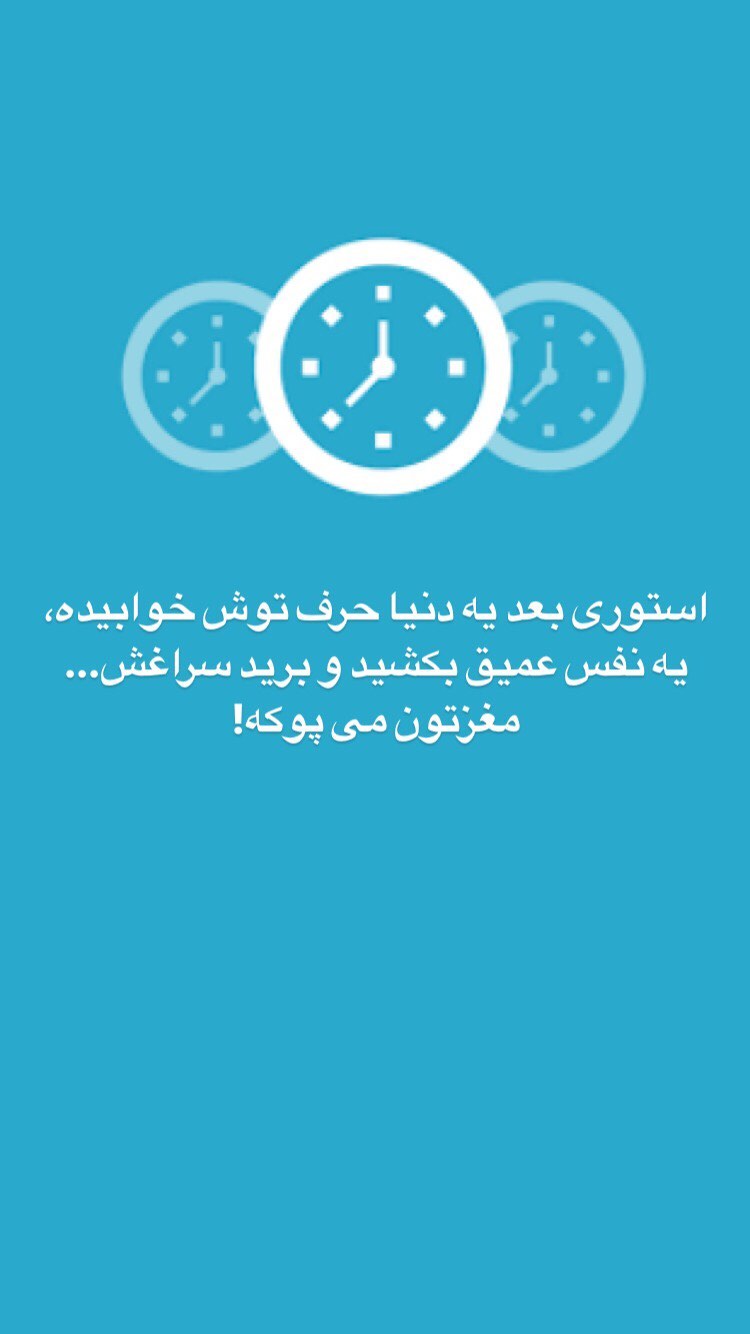 استوری بعد یه دنیا حرف توش خوابیده،
یه نفس عمیق بکشید و برید سراغش...
مغزتون می پوکه!